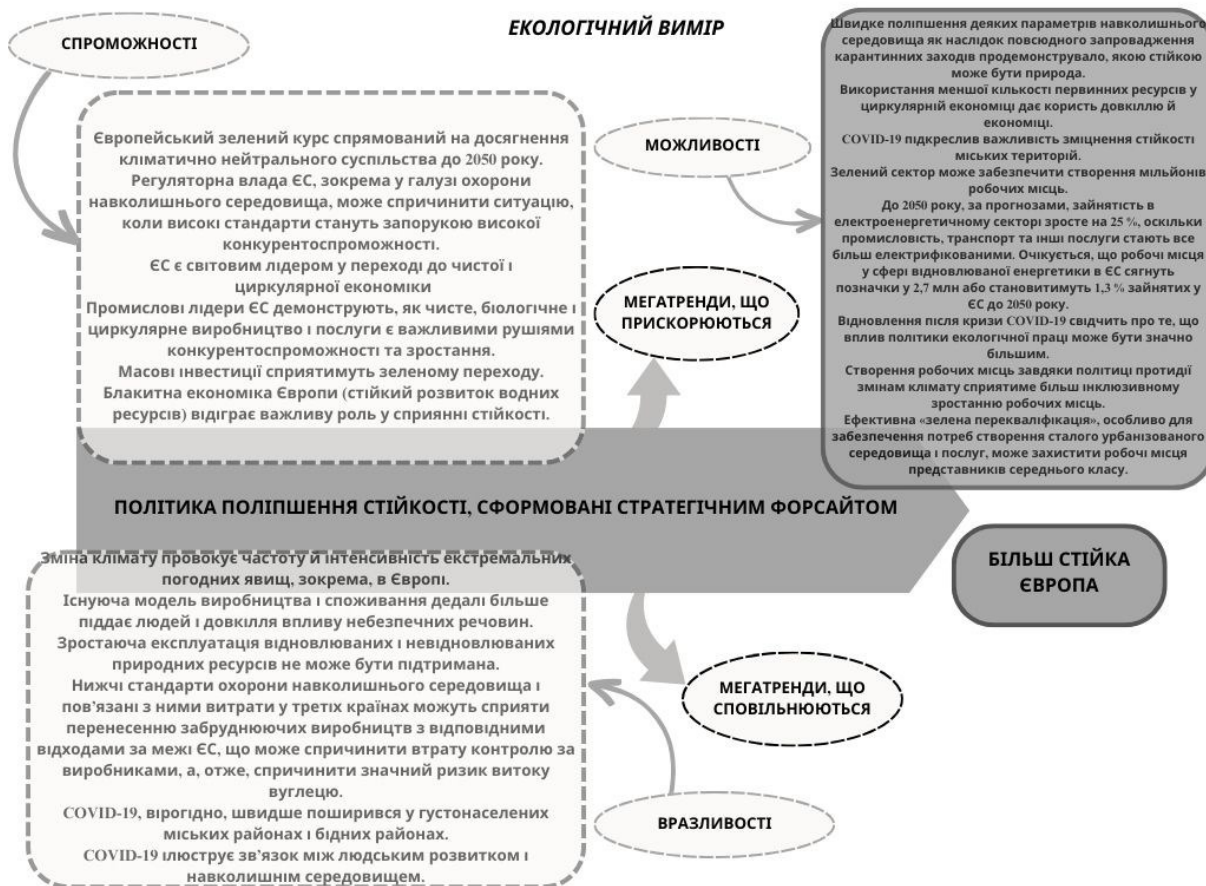 ЕКОЛОГІЧНИЙ ВИМІР
СПРОМОЖНОСТІ
Європейський зелений курс спрямований на досягнення
кліматично нейтрального суспільства до 2050 року.
Регуляторна влада ЄС, зокрема у галузі охорони
навколишнього середовища, може спричинити ситуацію,
коли високі стандарти стануть запорукою високої
конкурентоспроможності.
ЄС є світовим лідером у переході до чистої і
циркулярної економіки
Промислові лідери ЄС демонструють, як чисте, біологічне і
циркулярне виробництво і послуги є важливими рушіями
конкурентоспроможності та зростання.
Масові інвестиції сприятимуть зеленому переходу.
Блакитна економіка Європи (стійкий розвиток водних
ресурсів) відіграє важливу роль у сприянні стійкості.
МОЖЛИВОСТІ
Швидке поліпшення деяких параметрів навколишнього
середовища як наслідок повсюдного запровадження
карантинних заходів продемонструвало, якою стійкою
може бути природа.
Використання меншої кількості первинних ресурсів у
циркулярній економіці дає користь довкіллю й
економіці.
COVID-19 підкреслив важливість зміцнення стійкості
міських територій.
Зелений сектор може забезпечити створення мільйонів
робочих місць.
До 2050 року, за прогнозами, зайнятість в
електроенергетичному секторі зросте на 25 %, оскільки
промисловість, транспорт та інші послуги стають все
більш електрифікованими. Очікується, що робочі місця
у сфері відновлюваної енергетики в ЄС сягнуть
позначки у 2,7 млн або становитимуть 1,3 % зайнятих у
ЄС до 2050 року.
Відновлення після кризи COVID-19 свідчить про те, що
вплив політики екологічної праці може бути значно
більшим.
Створення робочих місць завдяки політиці протидії
змінам клімату сприятиме більш інклюзивному
зростанню робочих місць.
Ефективна «зелена перекваліфікація», особливо для
забезпечення потреб створення сталого урбанізованого
середовища і послуг, може захистити робочі місця
представників середнього класу.
МЕГАТРЕНДИ, ЩО
ПРИСКОРЮЮТЬСЯ
ПОЛІТИКА ПОЛІПШЕННЯ СТІЙКОСТІ, СФОРМОВАНІ СТРАТЕГІЧНИМ ФОРСАЙТОМ
БІЛЬШ СТІЙКА
ЄВРОПА
Зміна клімату провокує частоту й інтенсивність екстремальних
погодних явищ, зокрема, в Європі.
Існуюча модель виробництва і споживання дедалі більше
піддає людей і довкілля впливу небезпечних речовин.
Зростаюча експлуатація відновлюваних і невідновлюваних
природних ресурсів не може бути підтримана.
Нижчі стандарти охорони навколишнього середовища і
пов’язані з ними витрати у третіх країнах можуть сприяти
перенесенню забруднюючих виробництв з відповідними
відходами за межі ЄС, що може спричинити втрату контролю за
виробниками, а, отже, спричинити значний ризик витоку
вуглецю.
COVID-19, вірогідно, швидше поширився у густонаселених
міських районах і бідних районах.
COVID-19 ілюструє зв’язок між людським розвитком і
навколишнім середовищем.
МЕГАТРЕНДИ, ЩО
СПОВІЛЬНЮЮТЬСЯ
ВРАЗЛИВОСТІ